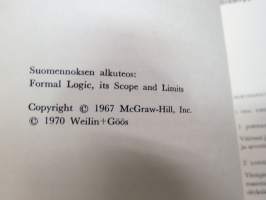 Suomennoksen alkuteos:
Formal Logic, its Scope and Limits
Copyright © 1967 McGraw-Hill, Inc.
© 1970 Weilin+Göös